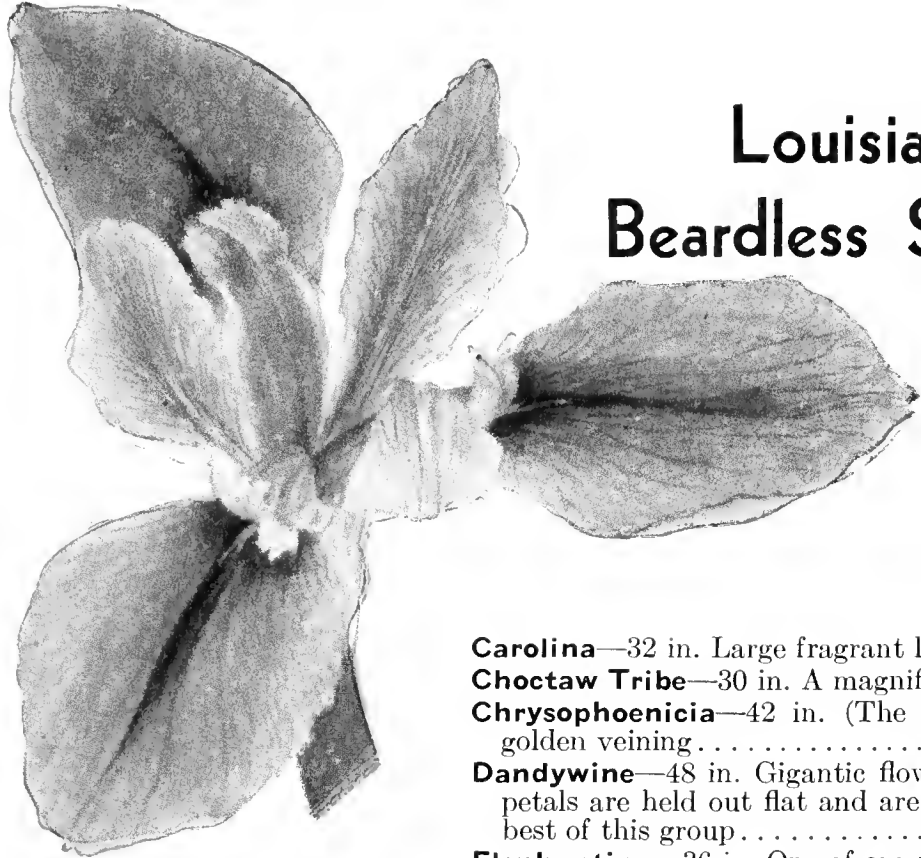 Louisia
Beardless S
Carolina—32 in. Large fragrant l
Choctaw Tribe—30 in. A magnif
Chrysophoenicia—42 in. (The
golden veining . . . . . . . . . . . . . . . .
Dandywine—48 in. Gigantic flow
petals are held out flat and are
best of this group . . . . . . . . . . . . .